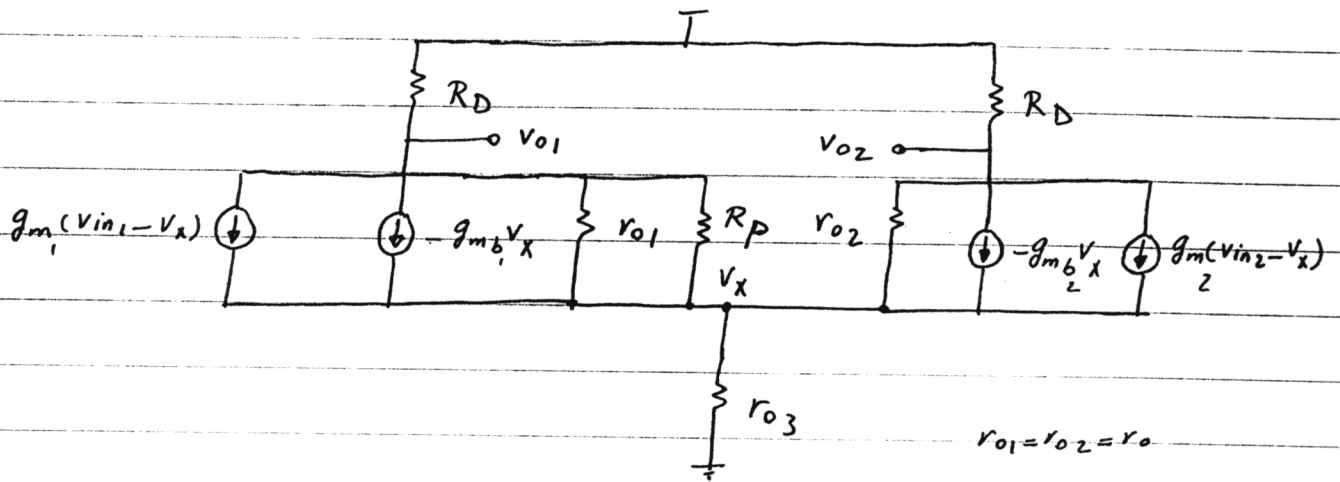 R_D
R_D
v_o1
v_o2
g_m1(v_in1 - v_x)
-g_mb1 v_x
r_o1
R_p
r_o2
-g_mb2 v_x
g_m2(v_in2 - v_x)
v_x
r_o3
r_o1 = r_o2 = r_o